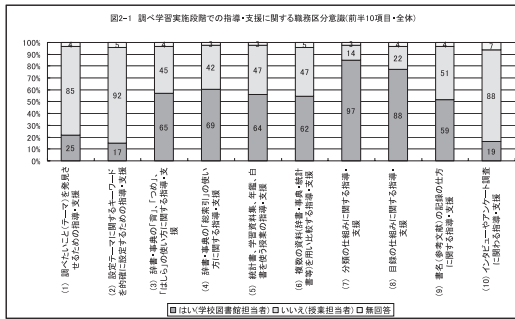 図2-1 調べ学習実施段階での指導・支援に関する職務区分意識(前半10項目・全体)
100%
90%
80%
70%
60%
50%
40%
30%
20%
10%
0%
4 5 4 3 3 5 3 4 4 7
85 92 45 42 47 47 14 22 51 88
25 17 65 69 64 62 97 88 59 19
(1) 調べたいこと(テーマ)を発見さ
せるための指導・支援
(2) 設定テーマに関するキーワード
を的確に設定するための指導・支援
(3) 辞書・事典の「背」、「つめ」、
「はしら」の使い方に関する指導・支
援
(4) 辞書・事典の「総索引」の使い
方に関する指導・支援
(5) 統計書、学習資料集、年鑑、白
書を使う授業の指導・支援
(6) 複数の資料(辞書・事典・統計
書等)を用い比較する指導・支援
(7) 分類の仕組みに関する指導・
支援
(8) 目録の仕組みに関する指導・
支援
(9) 書名(参考文献)の記録の仕方
に関する指導・支援
(10) インタビューやアンケート調査
に関わる指導・支援
はい(学校図書館担当者) いいえ(授業担当者) 無回答